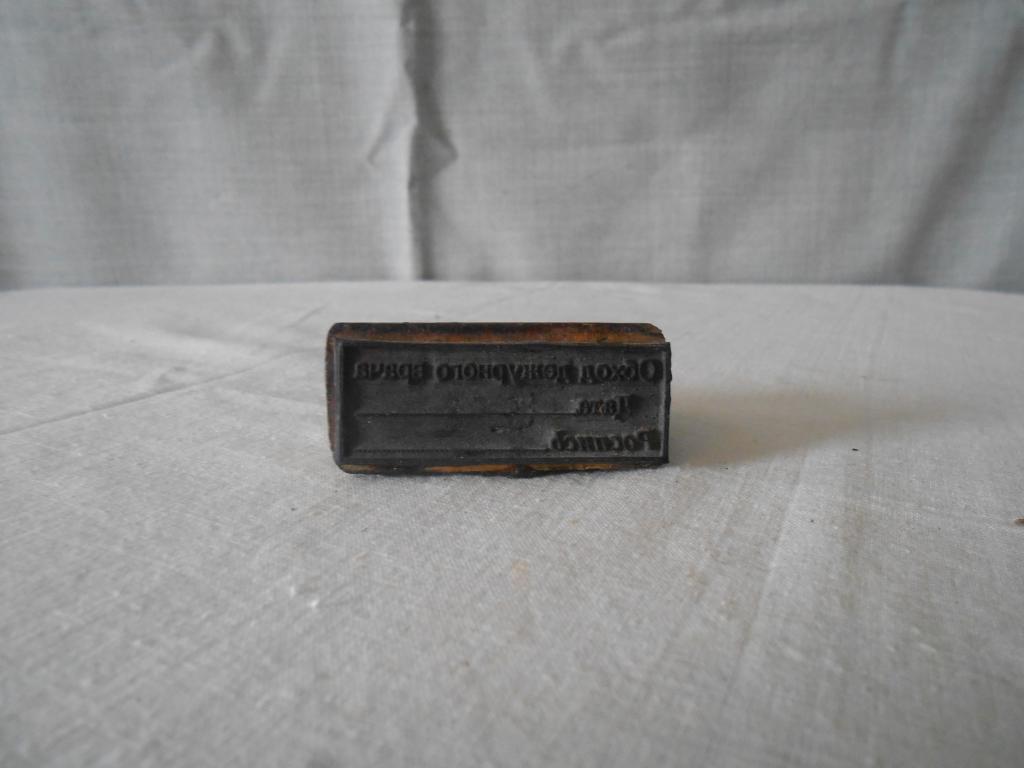 Обход дежурного врача
Дата
Роспись